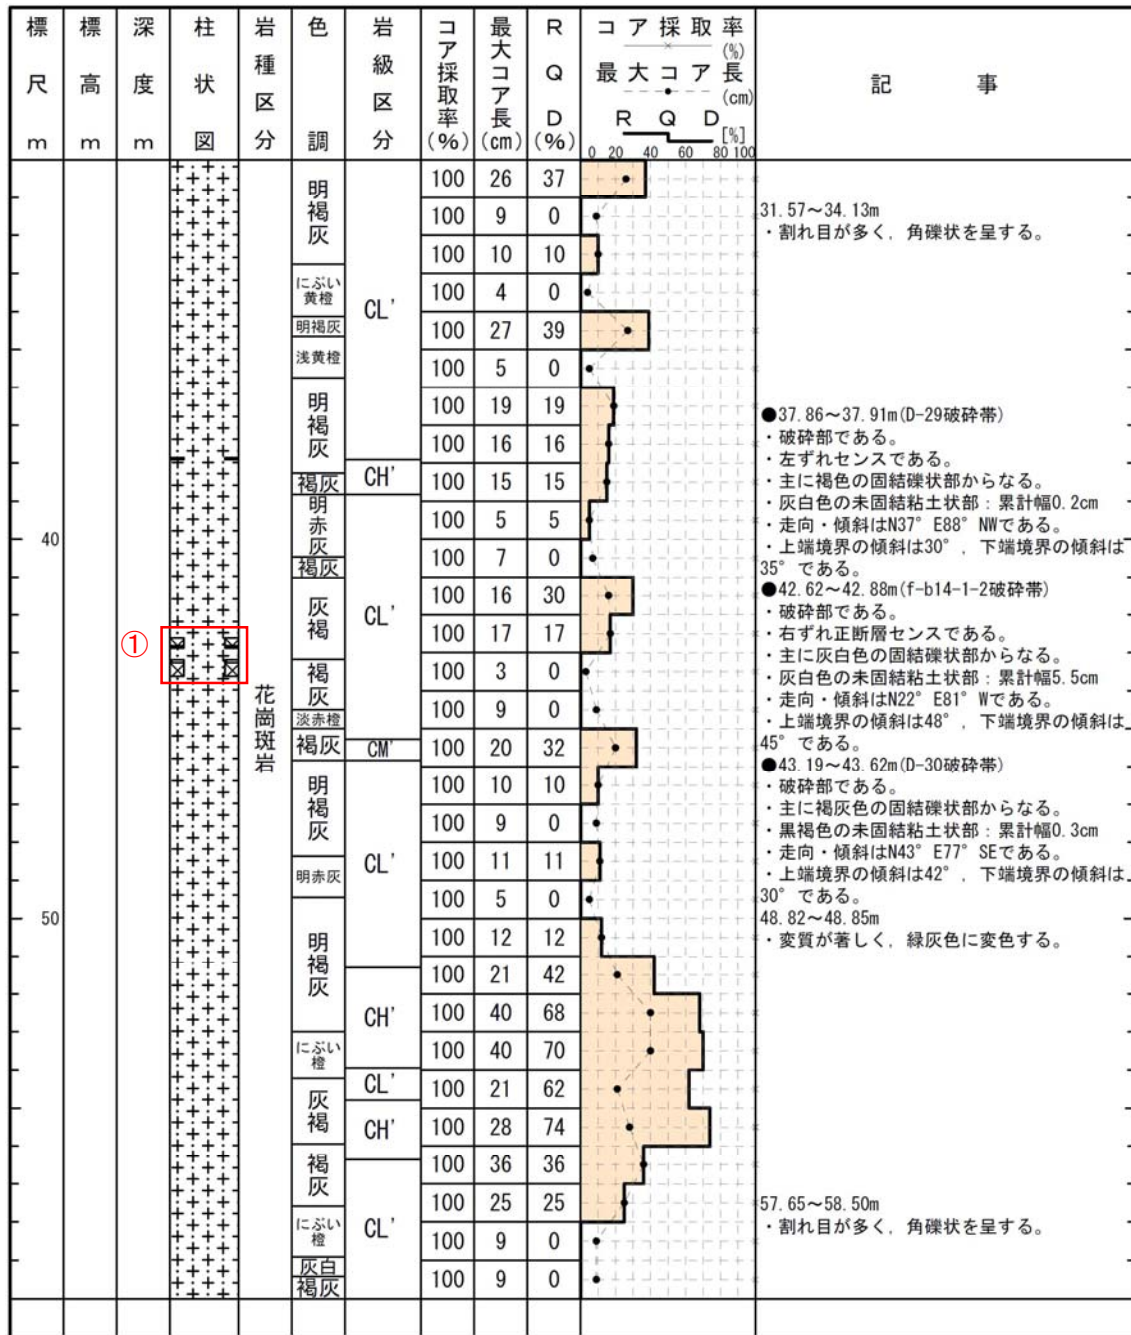 標尺m
標高m
深度m
柱状図
岩種区分
色調
岩級区分
コア採取率(%)
最大コア長(cm)
RQD(%)
コア採取率(%)
最大コア長(cm)
RQD[%]
0 20 40 60 80 100
記事
40
50
①
花崗斑岩
明褐灰
にぶい黄橙
明褐灰
浅黄橙
明褐灰
褐灰
明赤灰
褐灰
灰褐
褐灰
淡赤橙
褐灰
明褐灰
明赤灰
明褐灰
にぶい橙
灰褐
褐灰
にぶい橙
灰白
褐灰
CL'
CH'
CL'
CM'
CL'
CH'
CL'
CH'
CL'
100 26 37
100 9 0
100 10 10
100 4 0
100 27 39
100 5 0
100 19 19
100 16 16
100 15 15
100 5 5
100 7 0
100 16 30
100 17 17
100 3 0
100 9 0
100 20 32
100 10 10
100 9 0
100 11 11
100 5 0
100 12 12
100 21 42
100 40 68
100 40 70
100 21 62
100 28 74
100 36 36
100 25 25
100 9 0
100 9 0
31.57～34.13m
・割れ目が多く，角礫状を呈する。
●37.86～37.91m(D-29破砕帯)
・破砕部である。
・左ずれセンスである。
・主に褐色の固結礫状部からなる。
・灰白色の未固結粘土状部：累計幅0.2cm
・走向・傾斜はN37°E88°NWである。
・上端境界の傾斜は30°，下端境界の傾斜は
35°である。
●42.62～42.88m(f-b14-1-2破砕帯)
・破砕部である。
・右ずれ正断層センスである。
・主に灰白色の固結礫状部からなる。
・灰白色の未固結粘土状部：累計幅5.5cm
・走向・傾斜はN22°E81°Wである。
・上端境界の傾斜は48°，下端境界の傾斜は
45°である。
●43.19～43.62m(D-30破砕帯)
・破砕部である。
・主に褐灰色の固結礫状部からなる。
・黒褐色の未固結粘土状部：累計幅0.3cm
・走向・傾斜はN43°E77°SEである。
・上端境界の傾斜は42°，下端境界の傾斜は
30°である。
48.82～48.85m
・変質が著しく，緑灰色に変色する。
57.65～58.50m
・割れ目が多く，角礫状を呈する。